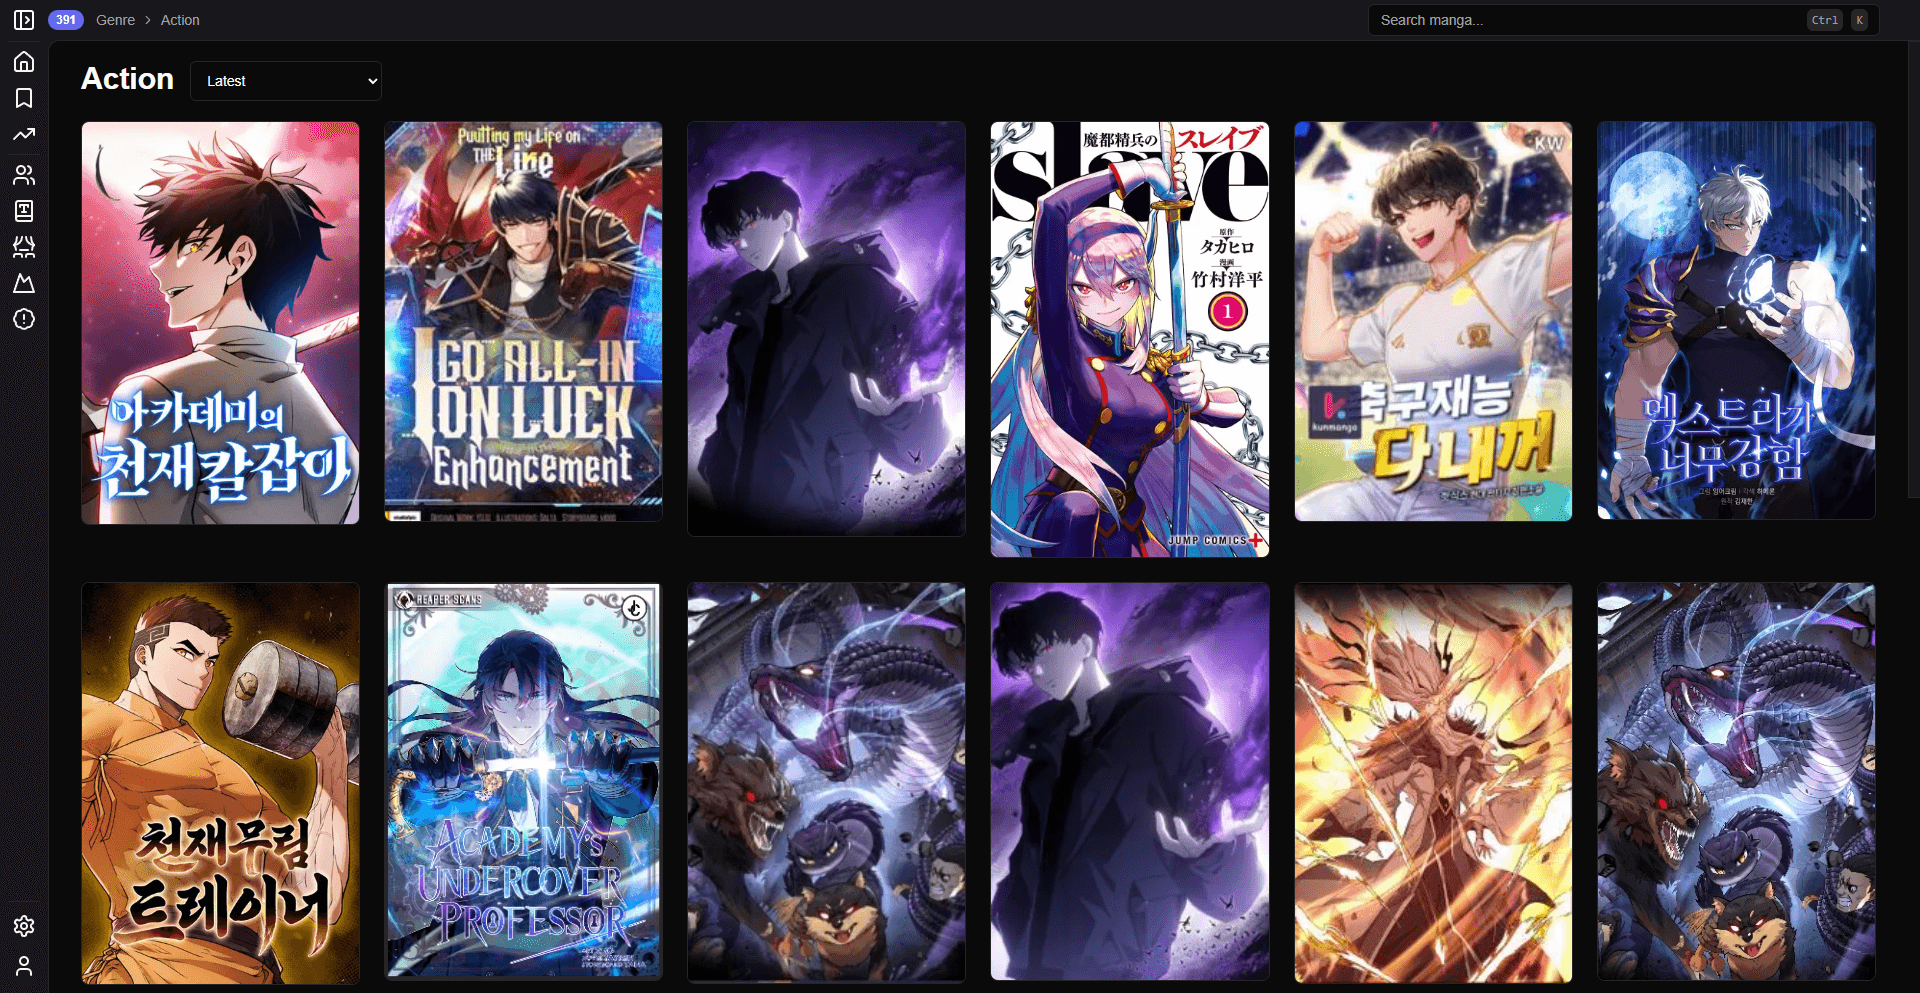 391
Genre
Action
Search manga...
Ctrl
K
Action
Latest
아카데미의
천재칼잡이
Puutting my Life on
THE Line
I GO ALL-IN
ON LUCK
Enhancement
魔都精兵の
スレイブ
slave
原作
タカヒロ
漫画
竹村洋平
1
JUMP COMICS+
KW
축구재능
다 내꺼
kunmanga
엑스트라가
너무강함
천재무림
트레이너
REAPER SCANS
ACADEMY'S
UNDERCOVER
PROFESSOR